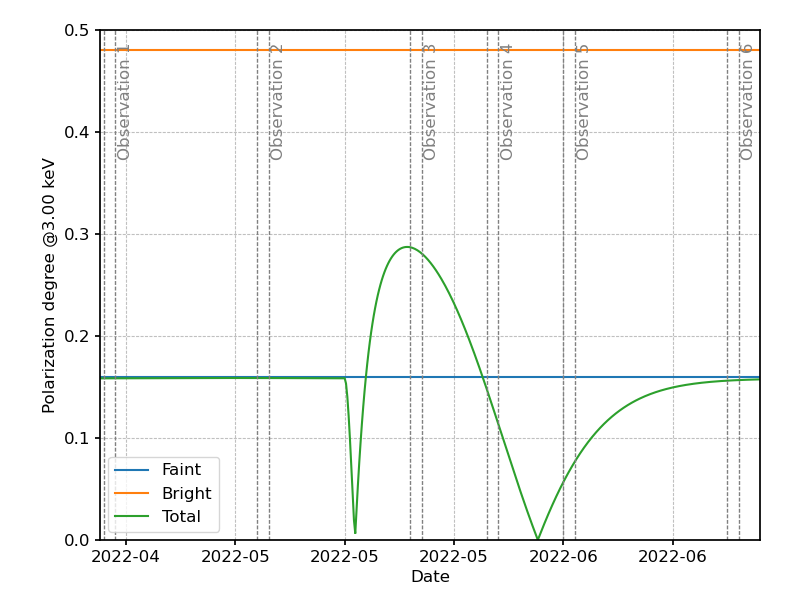 0.5
0.4
0.3
0.2
0.1
0.0
Polarization degree @3.00 keV
Observation 1
Observation 2
Observation 3
Observation 4
Observation 5
Observation 6
Faint
Bright
Total
2022-04
2022-05
2022-05
2022-05
2022-06
2022-06
Date